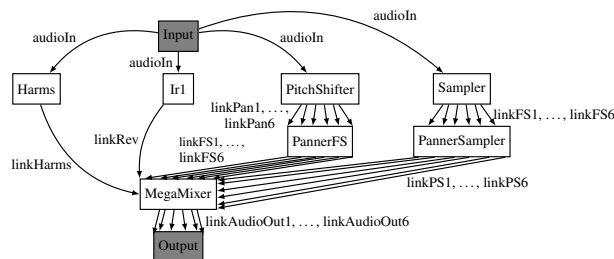 Input
audioIn
audioIn
audioIn
audioIn
Harms
Ir1
PitchShifter
Sampler
linkPan1, ...,
linkPan6
linkFS1, ..., linkFS6
linkRev
linkFS1, ...,
linkFS6
PannerFS
PannerSampler
linkHarms
MegaMixer
linkPS1, ..., linkPS6
linkAudioOut1, ..., linkAudioOut6
Output